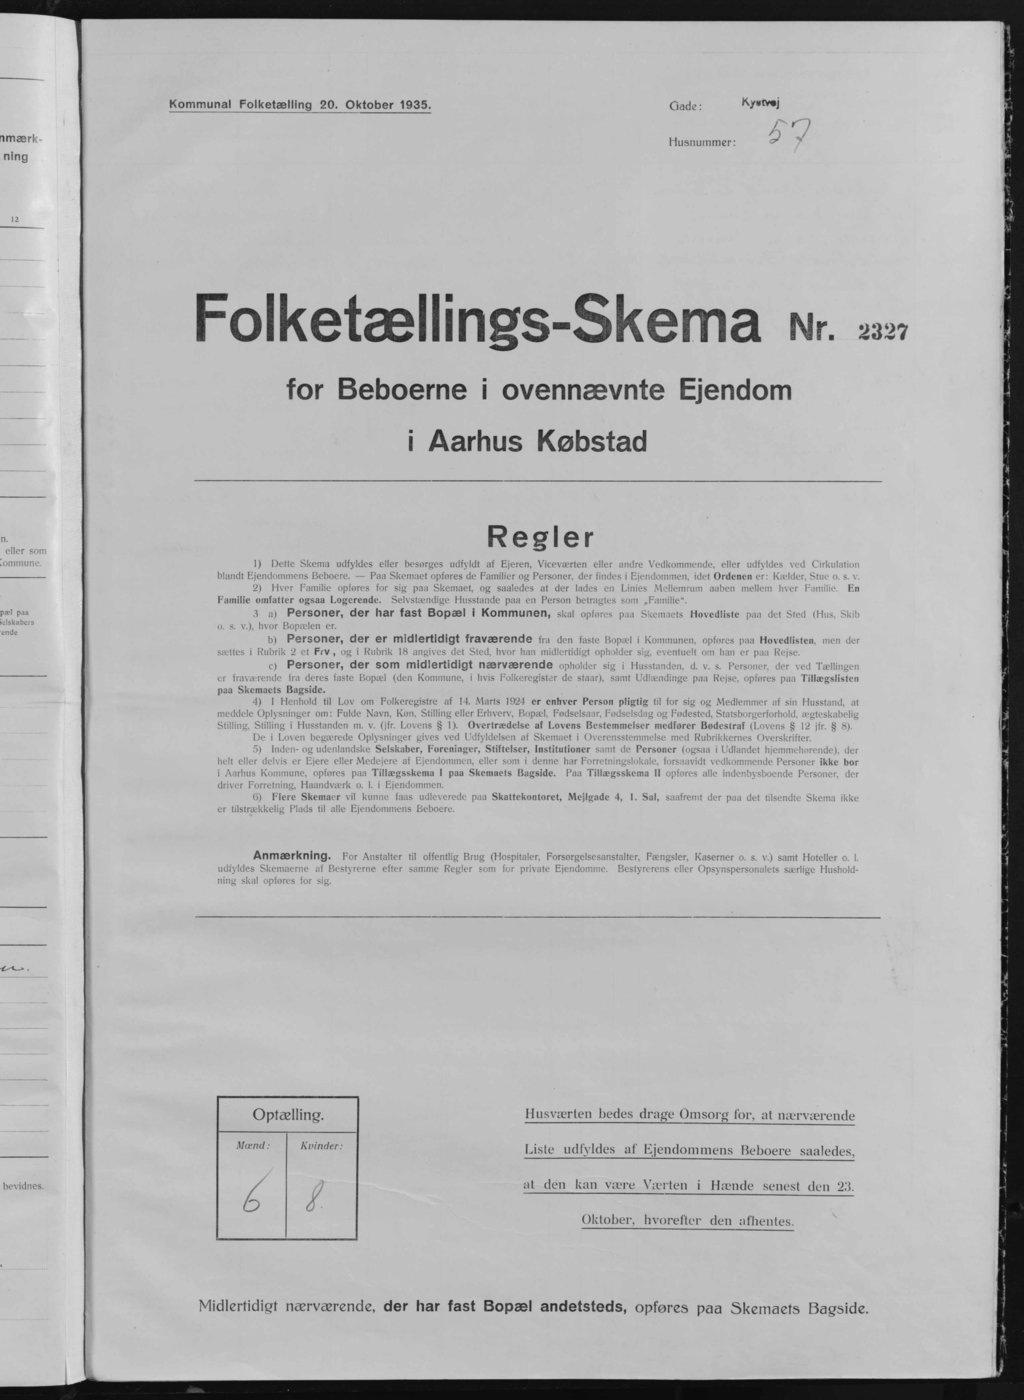 nmærk-
ning
12
n.
eller som
Kommune.
pæl paa
Selskabers
ende
bevidnes.
Kommunal Folketælling 20. Oktober 1935.
Gade: Kystvej
Husnummer: 57
Folketællings-Skema Nr. 2327
for Beboerne i ovennævnte Ejendom
i Aarhus Købstad
Regler
1) Dette Skema udfyldes eller besørges udfyldt af Ejeren, Viceværten eller andre Vedkommende, eller udfyldes ved Cirkulation
blandt Ejendommens Beboere. — Paa Skemaet opføres de Familier og Personer, der findes i Ejendommen, idet Ordenen er: Kælder, Stue o. s. v.
2) Hver Familie opføres for sig paa Skemaet, og saaledes at der lades en Linies Mellemrum aaben mellem hver Familie. En
Familie omfatter ogsaa Logerende. Selvstændige Husstande paa en Person betragtes som „Familie“.
3 a) Personer, der har fast Bopæl i Kommunen, skal opføres paa Skemaets Hovedliste paa det Sted (Hus, Skib
o. s. v.), hvor Bopælen er.
b) Personer, der er midlertidigt fraværende fra den faste Bopæl i Kommunen, opføres paa Hovedlisten, men der
sættes i Rubrik 2 et Frv, og i Rubrik 18 angives det Sted, hvor han midlertidigt opholder sig, eventuelt om han er paa Rejse.
c) Personer, der som midlertidigt nærværende opholder sig i Husstanden, d. v. s. Personer, der ved Tællingen
er fraværende fra deres faste Bopæl (den Kommune, i hvis Folkeregister de staar), samt Udlændinge paa Rejse, opføres paa Tillægslisten
paa Skemaets Bagside.
4) I Henhold til Lov om Folkeregistre af 14. Marts 1924 er enhver Person pligtig til for sig og Medlemmer af sin Husstand, at
meddele Oplysninger om: Fulde Navn, Køn, Stilling eller Erhverv, Bopæl, Fødselsaar, Fødselsdag og Fødested, Statsborgerforhold, ægteskabelig
Stilling, Stilling i Husstanden m. v. (jfr. Lovens § 1). Overtrædelse af Lovens Bestemmelser medfører Bødestraf (Lovens § 12 jfr. § 8).
De i Loven begærede Oplysninger gives ved Udfyldelsen af Skemaet i Overensstemmelse med Rubrikkernes Overskrifter.
5) Inden- og udenlandske Selskaber, Foreninger, Stiftelser, Institutioner samt de Personer (ogsaa i Udlandet hjemmehørende), der
helt eller delvis er Ejere eller Medejere af Ejendommen, eller som i denne har Forretningslokale, forsaavidt vedkommende Personer ikke bor
i Aarhus Kommune, opføres paa Tillægsskema I paa Skemaets Bagside. Paa Tillægsskema II opføres alle indenbysboende Personer, der
driver Forretning, Haandværk o. l. i Ejendommen.
6) Flere Skemaer vil kunne faas udleverede paa Skattekontoret, Mejlgade 4, 1. Sal, saafremt der paa det tilsendte Skema ikke
er tilstrækkelig Plads til alle Ejendommens Beboere.
Anmærkning. For Anstalter til offentlig Brug (Hospitaler, Forsørgelsesanstalter, Fængsler, Kaserner o. s. v.) samt Hoteller o. l.
udfyldes Skemaerne af Bestyrerne efter samme Regler som for private Ejendomme. Bestyrerens eller Opsynspersonalets særlige Hushold-
ning skal opføres for sig.
Optælling.
Mænd: Kvinder:
6 8.
Husværten bedes drage Omsorg for, at nærværende
Liste udfyldes af Ejendommens Beboere saaledes,
at den kan være Værten i Hænde senest den 23.
Oktober, hvorefter den afhentes.
Midlertidigt nærværende, der har fast Bopæl andetsteds, opføres paa Skemaets Bagside.